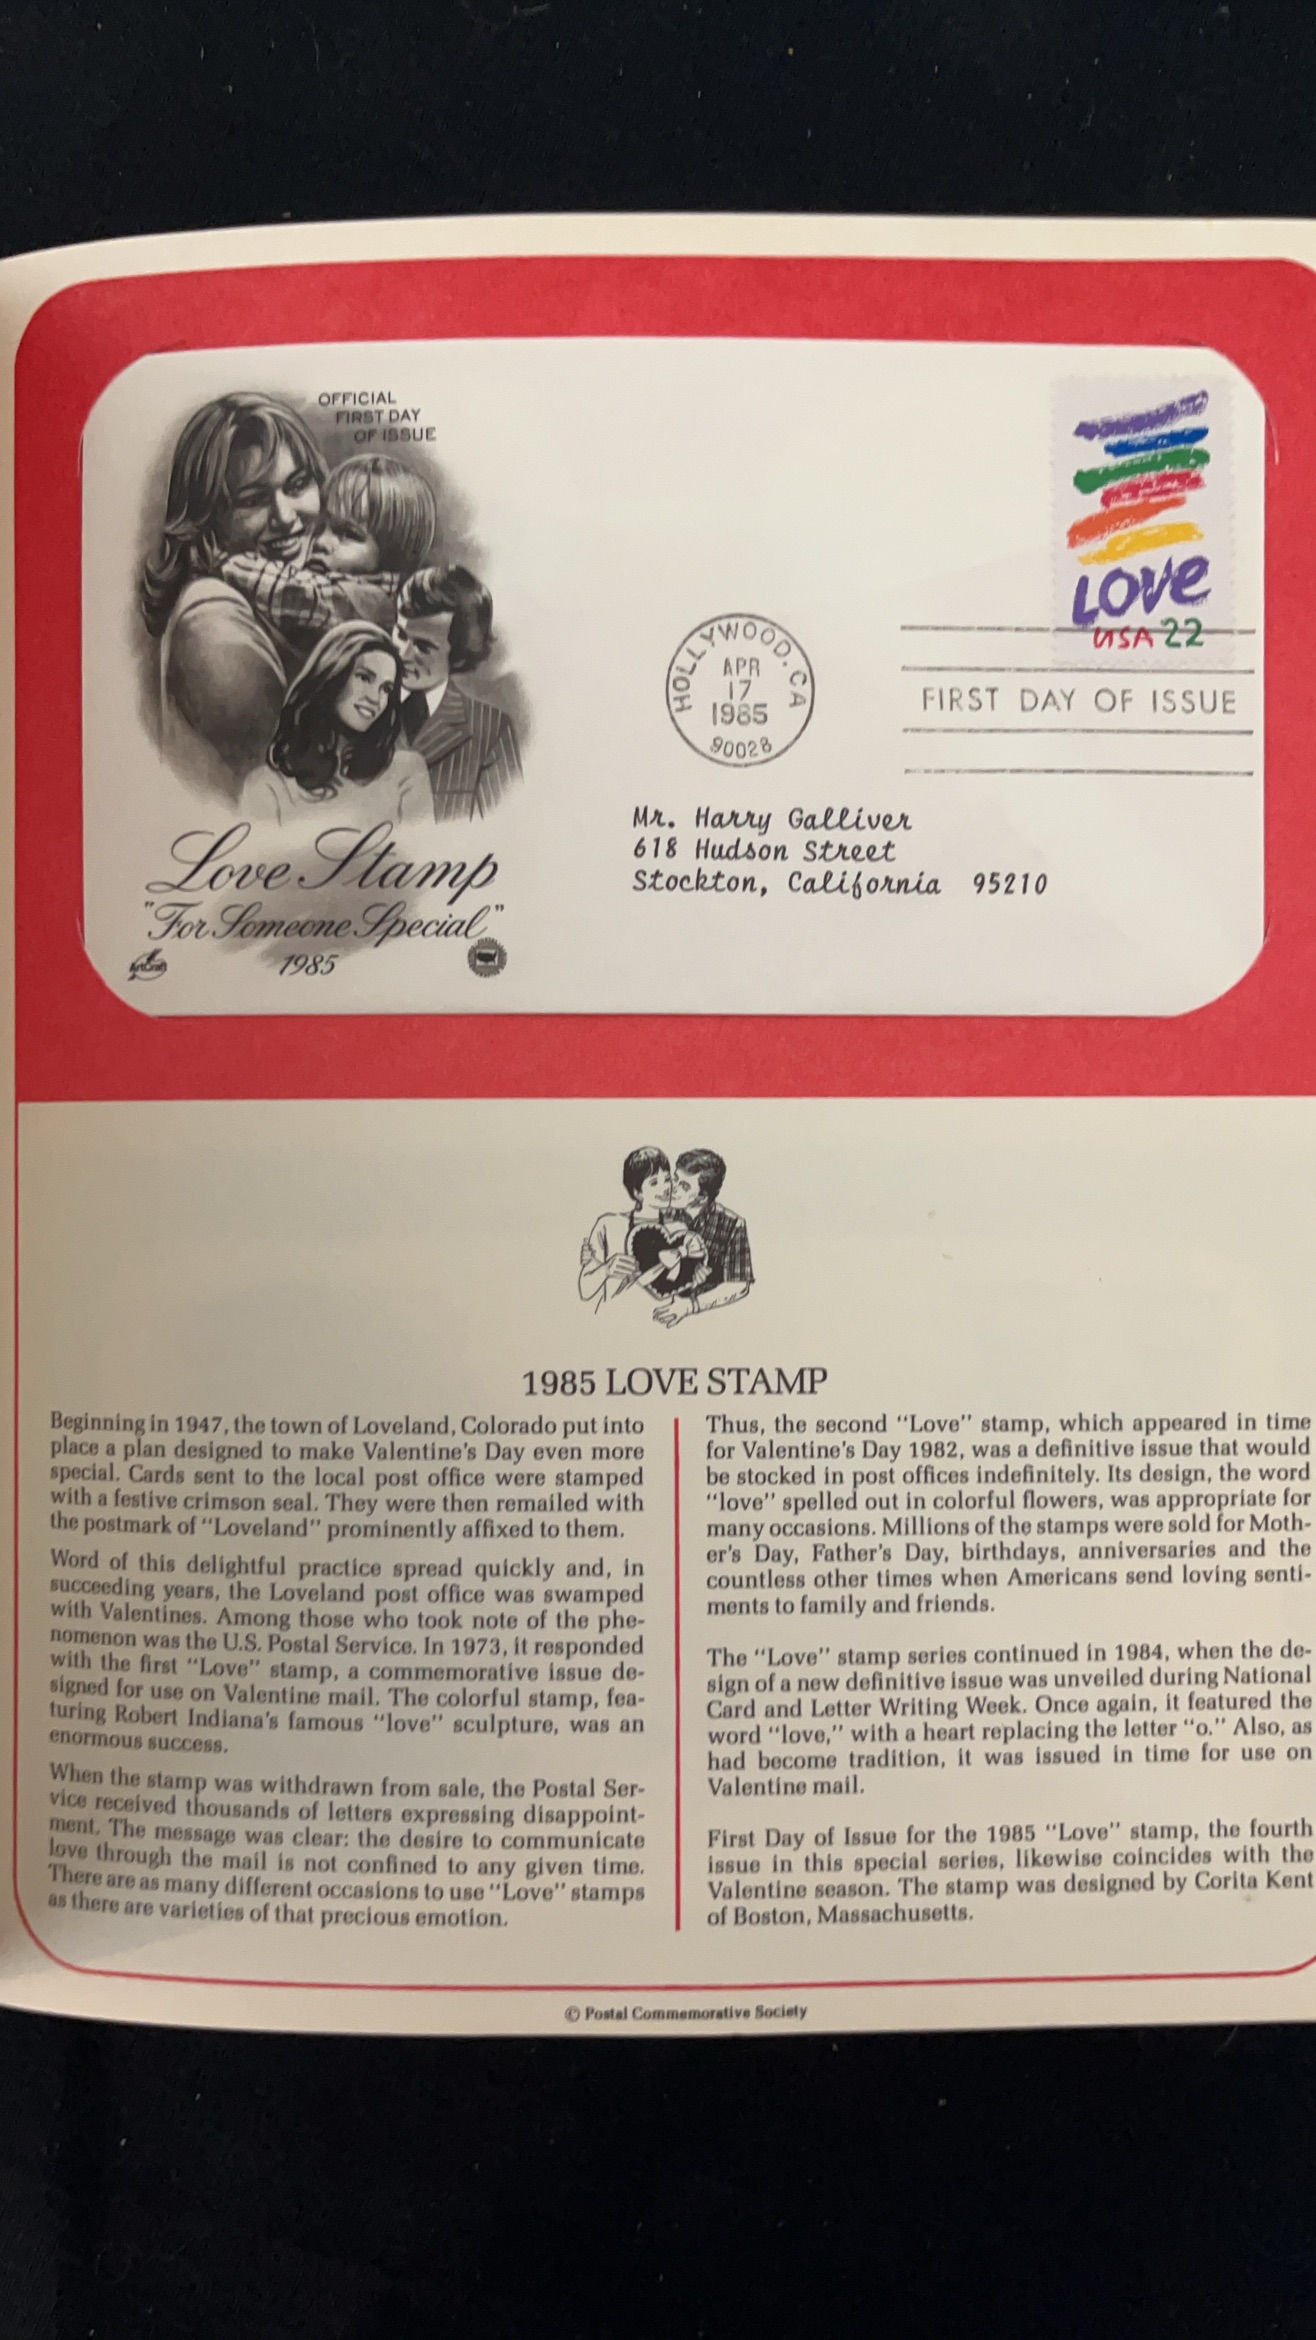 OFFICIAL
FIRST DAY
OF ISSUE
LOVE
USA 22
HOLLYWOOD, CA
APR
17
1985
90028
FIRST DAY OF ISSUE
Mr. Harry Galliver
618 Hudson Street
Stockton, California 95210
Love Stamp
"For Someone Special"
1985
ArtCraft
1985 LOVE STAMP
Beginning in 1947, the town of Loveland, Colorado put into
place a plan designed to make Valentine's Day even more
special. Cards sent to the local post office were stamped
with a festive crimson seal. They were then remailed with
the postmark of "Loveland" prominently affixed to them.
Word of this delightful practice spread quickly and, in
succeeding years, the Loveland post office was swamped
with Valentines. Among those who took note of the phe-
nomenon was the U.S. Postal Service. In 1973, it responded
with the first "Love" stamp, a commemorative issue de-
signed for use on Valentine mail. The colorful stamp, fea-
turing Robert Indiana's famous "love" sculpture, was an
enormous success.
When the stamp was withdrawn from sale, the Postal Ser-
vice received thousands of letters expressing disappoint-
ment. The message was clear: the desire to communicate
love through the mail is not confined to any given time.
There are as many different occasions to use "Love" stamps
as there are varieties of that precious emotion.
Thus, the second "Love" stamp, which appeared in time
for Valentine's Day 1982, was a definitive issue that would
be stocked in post offices indefinitely. Its design, the word
"love" spelled out in colorful flowers, was appropriate for
many occasions. Millions of the stamps were sold for Moth-
er's Day, Father's Day, birthdays, anniversaries and the
countless other times when Americans send loving senti-
ments to family and friends.
The "Love" stamp series continued in 1984, when the de-
sign of a new definitive issue was unveiled during National
Card and Letter Writing Week. Once again, it featured the
word "love," with a heart replacing the letter "o." Also, as
had become tradition, it was issued in time for use on
Valentine mail.
First Day of Issue for the 1985 "Love" stamp, the fourth
issue in this special series, likewise coincides with the
Valentine season. The stamp was designed by Corita Kent
of Boston, Massachusetts.
© Postal Commemorative Society